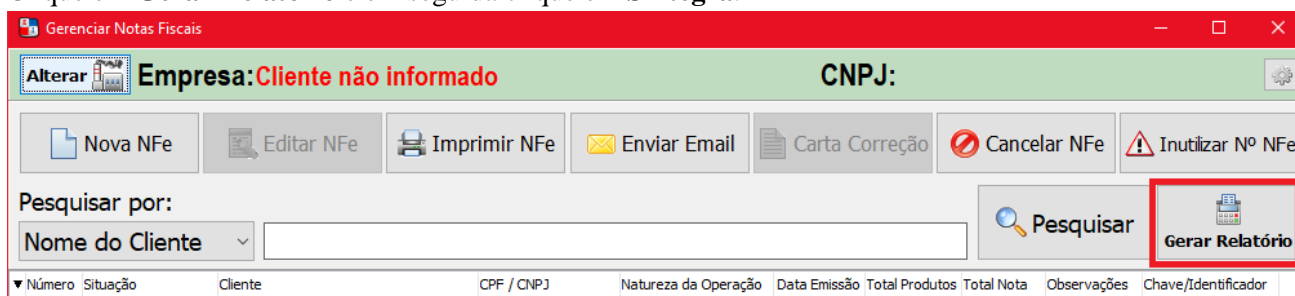 Gerenciar Notas Fiscais
Alterar Empresa:Cliente não informado CNPJ:
Nova NFe Editar NFe Imprimir NFe Enviar Email Carta Correção Cancelar NFe Inutilizar Nº NFe
Pesquisar por:
Nome do Cliente Pesquisar Gerar Relatório
Número Situação Cliente CPF / CNPJ Natureza da Operação Data Emissão Total Produtos Total Nota Observações Chave/Identificador